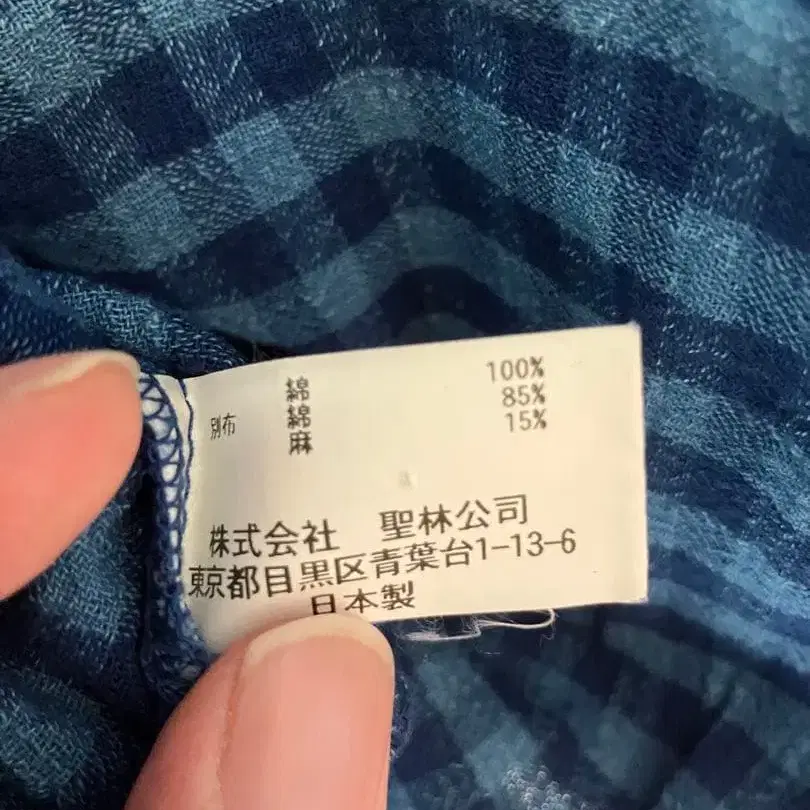 綿 100%
別布 綿 85%
麻 15%
株式会社 聖林公司
東京都目黒区青葉台1-13-6
日本製